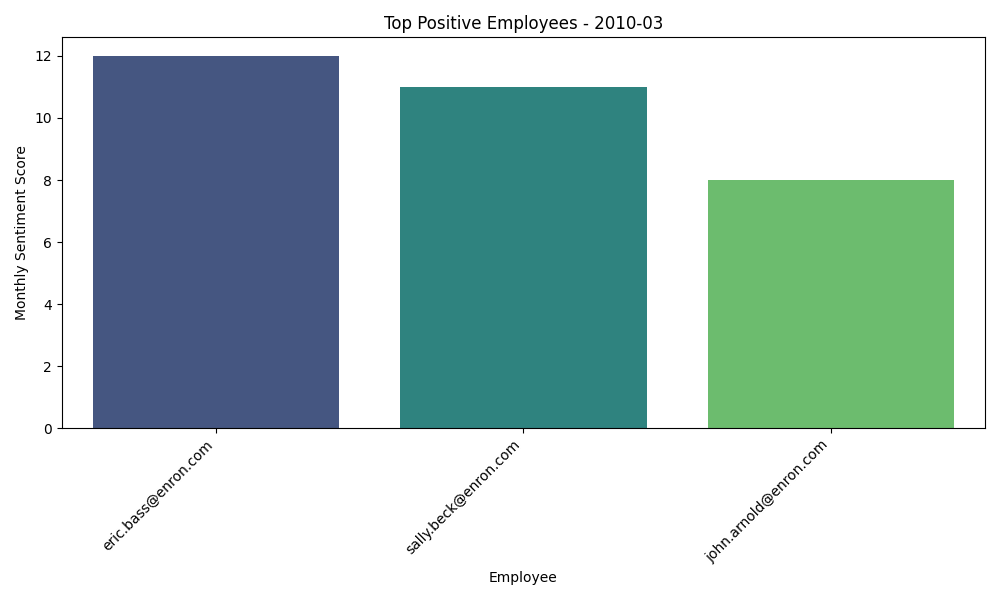 Top Positive Employees - 2010-03
Monthly Sentiment Score
12
10
8
6
4
2
0
eric.bass@enron.com
sally.beck@enron.com
john.arnold@enron.com
Employee